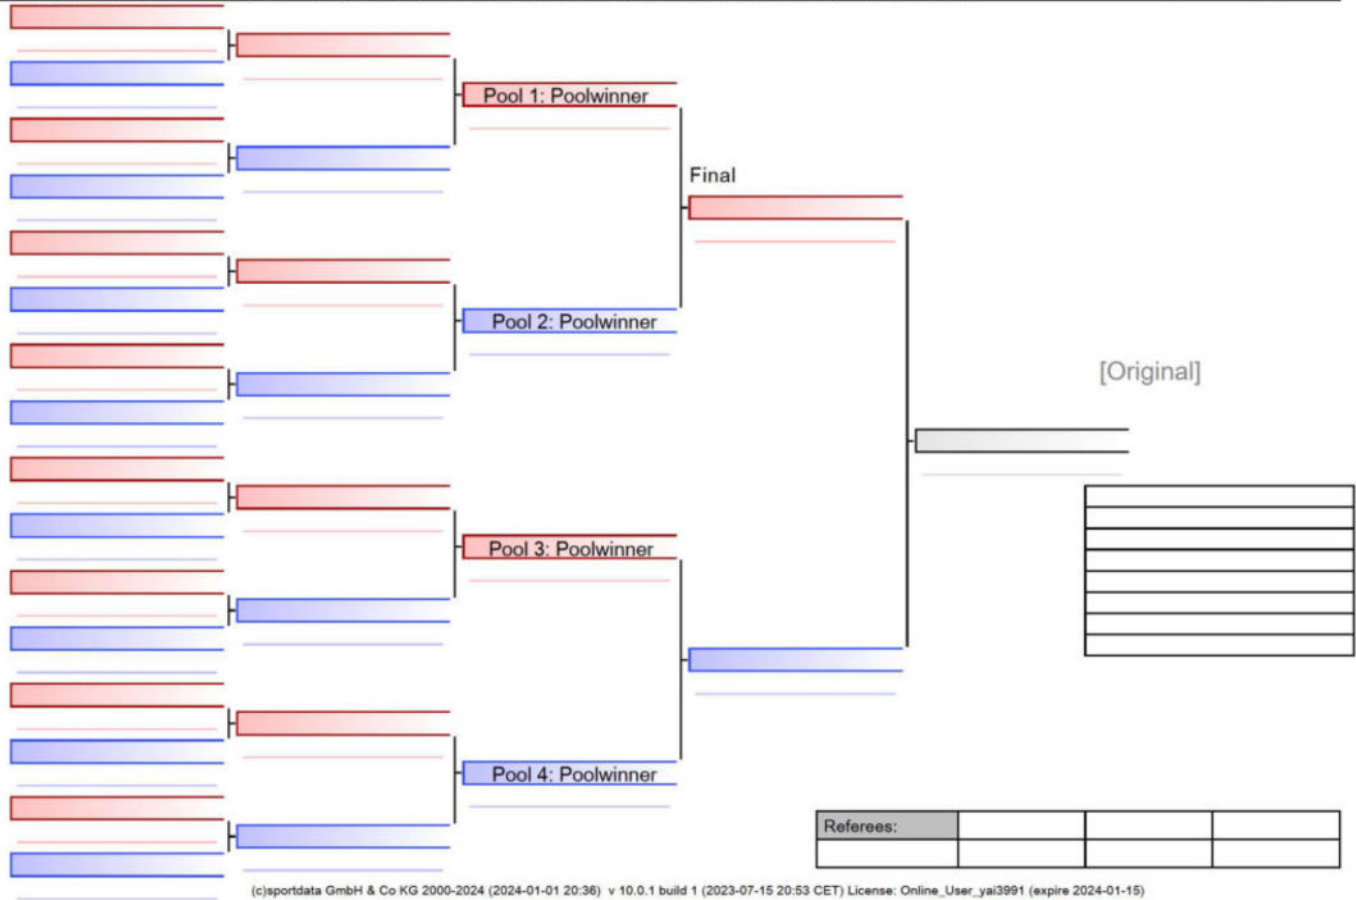 Pool 1: Poolwinner
Final
Pool 2: Poolwinner
[Original]
Pool 3: Poolwinner
Pool 4: Poolwinner
Referees:
(c)sportdata GmbH & Co KG 2000-2024 (2024-01-01 20:36) v 10.0.1 build 1 (2023-07-15 20:53 CET) License: Online_User_yai3991 (expire 2024-01-15)